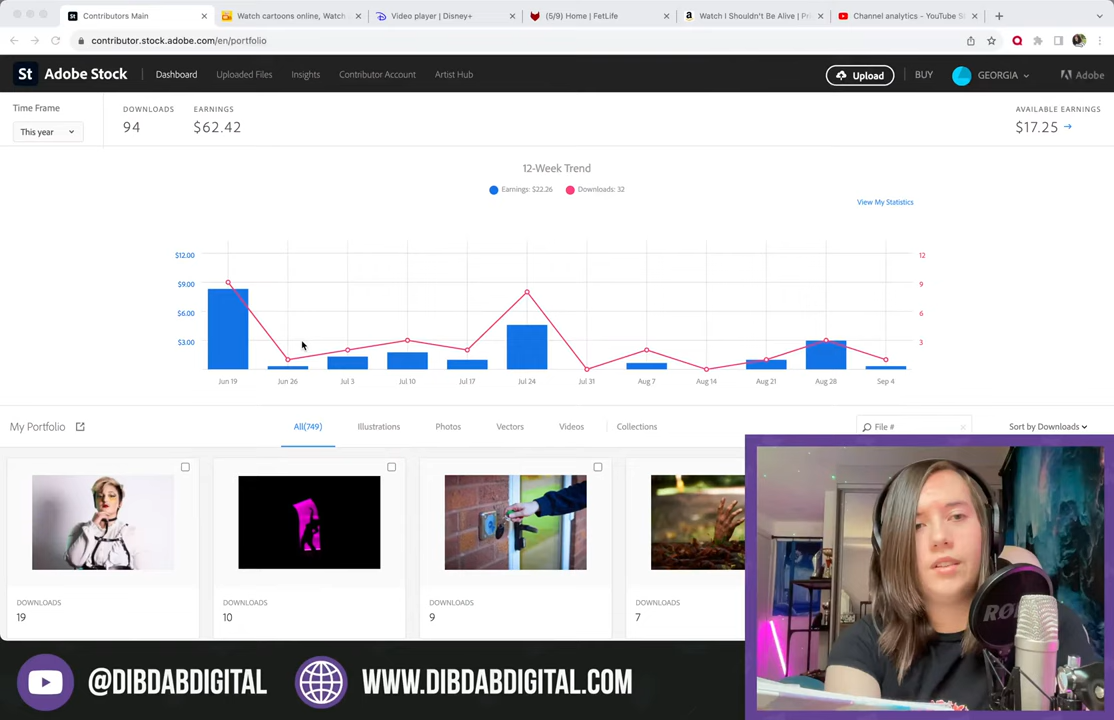 Contributors Main
Watch cartoons online, Watch
Video player | Disney+
(5/9) Home | FetLife
Watch I Shouldn't Be Alive | Pri
Channel analytics - YouTube S
contributor.stock.adobe.com/en/portfolio
St Adobe Stock
Dashboard
Uploaded Files
Insights
Contributor Account
Artist Hub
Upload
BUY
GEORGIA
Adobe
Time Frame
This year
DOWNLOADS
94
EARNINGS
$62.42
AVAILABLE EARNINGS
$17.25
12-Week Trend
Earnings: $22.26
Downloads: 32
View My Statistics
$12.00
$9.00
$6.00
$3.00
12
9
6
3
Jun 19
Jun 26
Jul 3
Jul 10
Jul 17
Jul 24
Jul 31
Aug 7
Aug 14
Aug 21
Aug 28
Sep 4
My Portfolio
All(749)
Illustrations
Photos
Vectors
Videos
Collections
File #
Sort by Downloads
DOWNLOADS
19
DOWNLOADS
10
DOWNLOADS
9
DOWNLOADS
7
RØDE
@DIBDABDIGITAL
WWW.DIBDABDIGITAL.COM